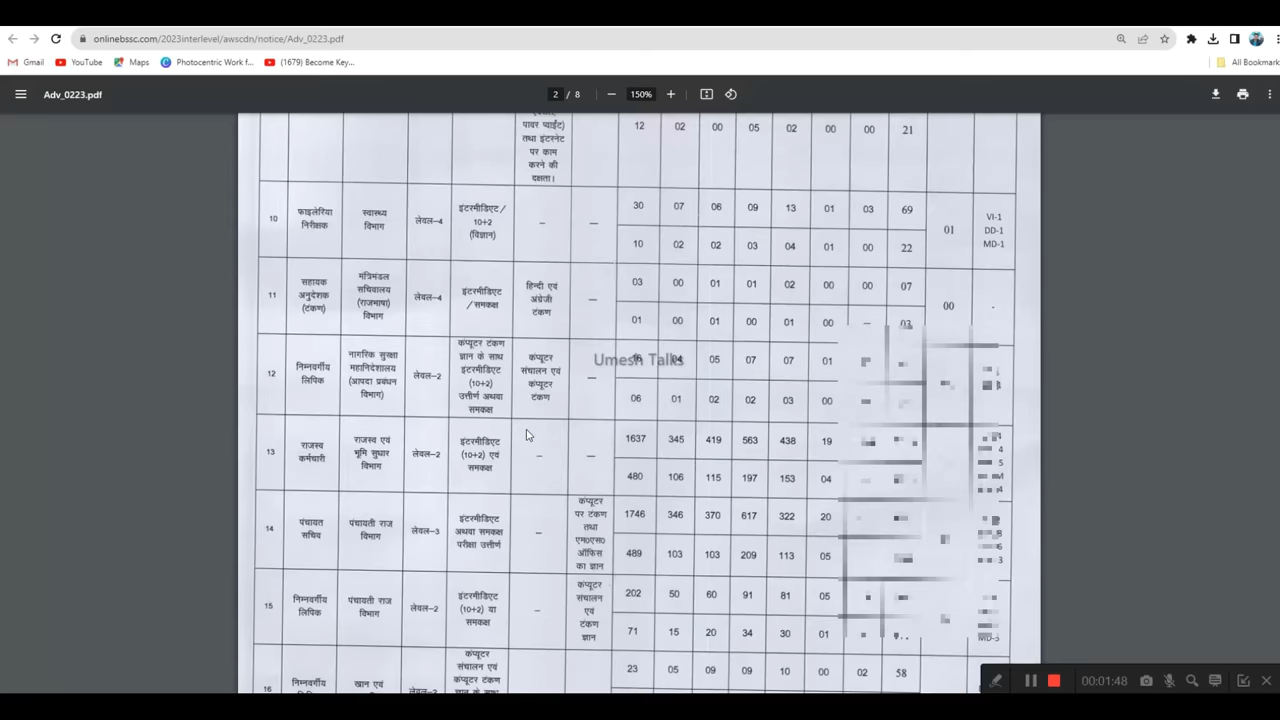 onlinebssc.com/2023interlevel/awscdn/notice/Adv_0223.pdf
Gmail
YouTube
Maps
Photocentric Work f...
(1679) Become Key...
All Bookmark
Adv_0223.pdf
2 / 8
150%
पावर प्वाईंट)
तथा इंटरनेट
पर काम
करने की
दक्षता।
12 02 00 05 02 00 00 21
10
फाइलेरिया
निरीक्षक
स्वास्थ्य
विभाग
लेवल-4
इंटरमीडिएट/
10+2
(विज्ञान)
–
—
30 07 06 09 13 01 03 69
10 02 02 03 04 01 00 22
01
VI-1
DD-1
MD-1
11
सहायक
अनुदेशक
(टंकण)
मंत्रिमंडल
सचिवालय
(राजभाषा)
विभाग
लेवल-4
इंटरमीडिएट
/समकक्ष
हिन्दी एवं
अंग्रेजी
टंकण
—
03 00 01 01 02 00 00 07
01 00 01 00 01 00 — 03
00
-
12
निम्नवर्गीय
लिपिक
नागरिक सुरक्षा
महानिदेशालय
(आपदा प्रबंधन
विभाग)
लेवल-2
कंप्यूटर टंकण
ज्ञान के साथ
इंटरमीडिएट
(10+2)
उत्तीर्ण अथवा
समकक्ष
कंप्यूटर
संचालन एवं
कंप्यूटर
टंकण
—
16 04 05 07 07 01
06 01 02 02 03 00
Umesh Talks
13
राजस्व
कर्मचारी
राजस्व एवं
भूमि सुधार
विभाग
लेवल-2
इंटरमीडिएट
(10+2) एवं
समकक्ष
–
—
1637 345 419 563 438 19
480 106 115 197 153 04
14
पंचायत
सचिव
पंचायती राज
विभाग
लेवल-3
इंटरमीडिएट
अथवा समकक्ष
परीक्षा उत्तीर्ण
–
कंप्यूटर
पर टंकण
तथा
एम0एस0
ऑफिस
का ज्ञान
1746 346 370 617 322 20
489 103 103 209 113 05
15
निम्नवर्गीय
लिपिक
पंचायती राज
विभाग
लेवल-2
इंटरमीडिएट
(10+2) या
समकक्ष
–
कंप्यूटर
संचालन
एवं
टंकण
ज्ञान
202 50 60 91 81 05
71 15 20 34 30 01
16
निम्नवर्गीय
खान एवं
कंप्यूटर
संचालन एवं
कंप्यूटर टंकण
23 05 09 09 10 00 02 58
00:01:48